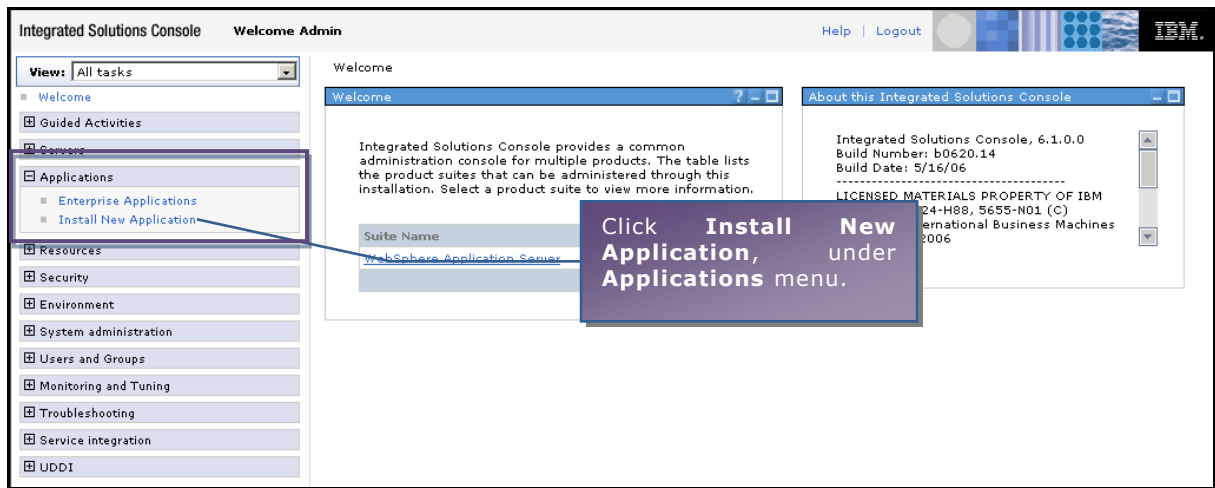 Integrated Solutions Console Welcome Admin
Help | Logout
IBM.
View: All tasks
Welcome
Guided Activities
Servers
Applications
Enterprise Applications
Install New Application
Resources
Security
Environment
System administration
Users and Groups
Monitoring and Tuning
Troubleshooting
Service integration
UDDI
Welcome
Welcome ?
Integrated Solutions Console provides a common
administration console for multiple products. The table lists
the product suites that can be administered through this
installation. Select a product suite to view more information.
Suite Name
WebSphere Application Server
About this Integrated Solutions Console
Integrated Solutions Console, 6.1.0.0
Build Number: b0620.14
Build Date: 5/16/06
----------------------------------------
LICENSED MATERIALS PROPERTY OF IBM
24-H88, 5655-N01 (C)
Business Machines
Click Install New
Application, under
Applications menu.